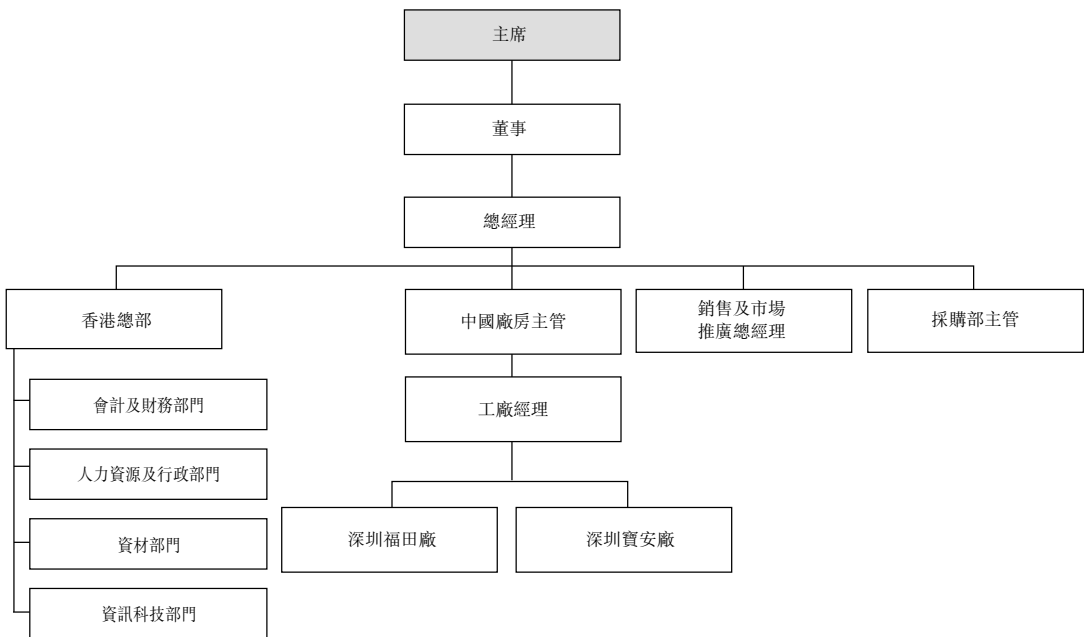 主席
董事
總經理
香港總部
中國廠房主管
銷售及市場
推廣總經理
採購部主管
會計及財務部門
人力資源及行政部門
資材部門
資訊科技部門
工廠經理
深圳福田廠
深圳寶安廠